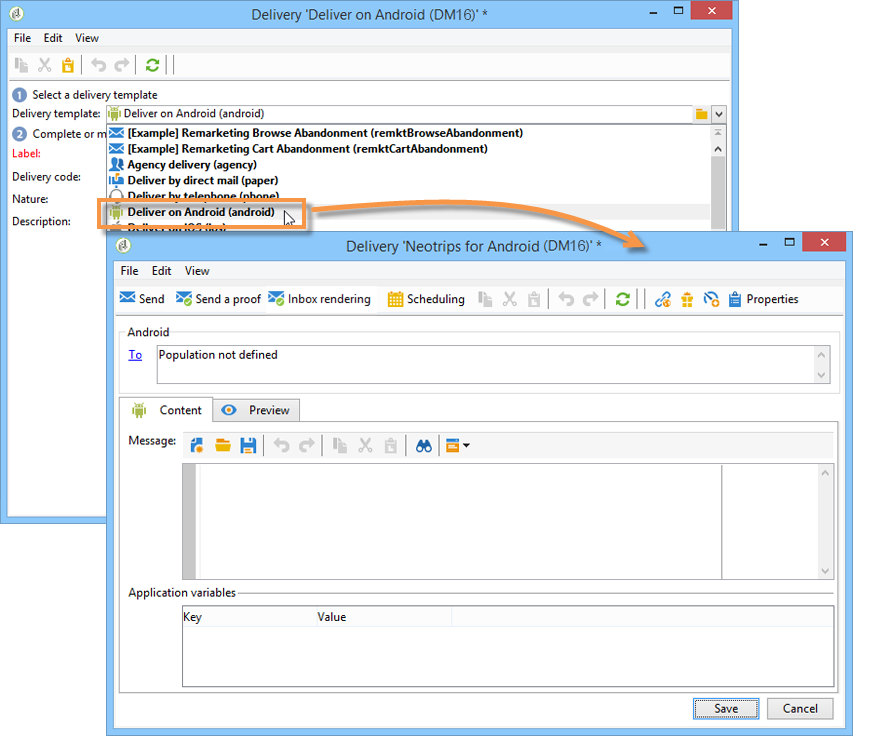 Delivery 'Deliver on Android (DM16)' *
File Edit View
1 Select a delivery template
Delivery template: Deliver on Android (android)
2 Complete or m
[Example] Remarketing Browse Abandonment (remktBrowseAbandonment)
[Example] Remarketing Cart Abandonment (remktCartAbandonment)
Label:
Agency delivery (agency)
Delivery code:
Deliver by direct mail (paper)
Nature:
Deliver by telephone (phone)
Deliver on Android (android)
Description:
Deliver on iOS (ios)
Delivery 'Neotrips for Android (DM16)' *
File Edit View
Send Send a proof Inbox rendering Scheduling Properties
Android
To Population not defined
Content Preview
Message:
Application variables
Key Value
Save Cancel